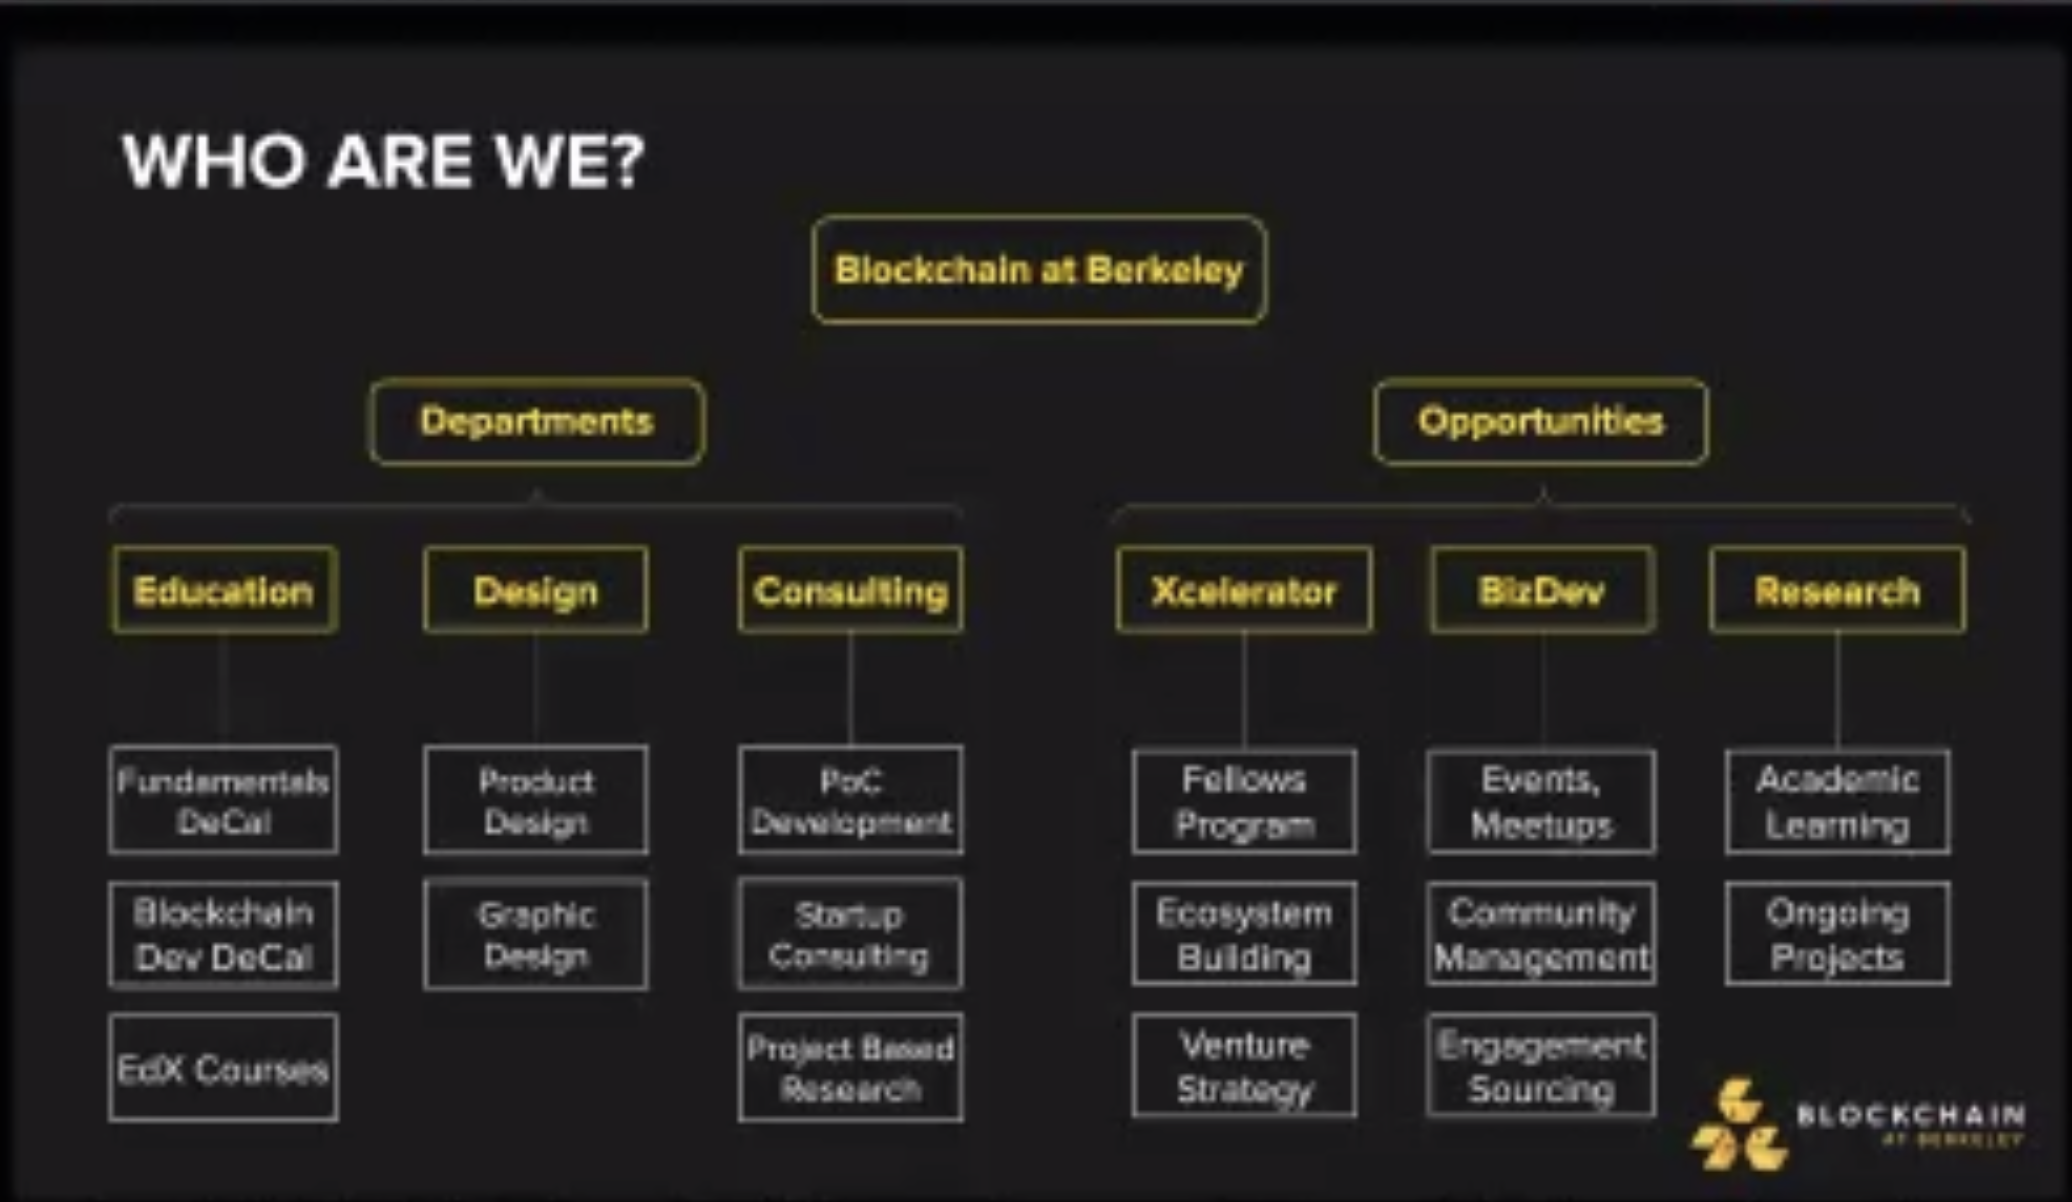 WHO ARE WE?
Blockchain at Berkeley
Departments
Opportunities
Education
Design
Consulting
Xcelerator
BizDev
Research
Fundamentals
DeCal
Product
Design
PoC
Development
Fellows
Program
Events,
Meetups
Academic
Learning
Blockchain
Dev DeCal
Graphic
Design
Startup
Consulting
Ecosystem
Building
Community
Management
Ongoing
Projects
EdX Courses
Project Based
Research
Venture
Strategy
Engagement
Sourcing
BLOCKCHAIN
AT BERKELEY